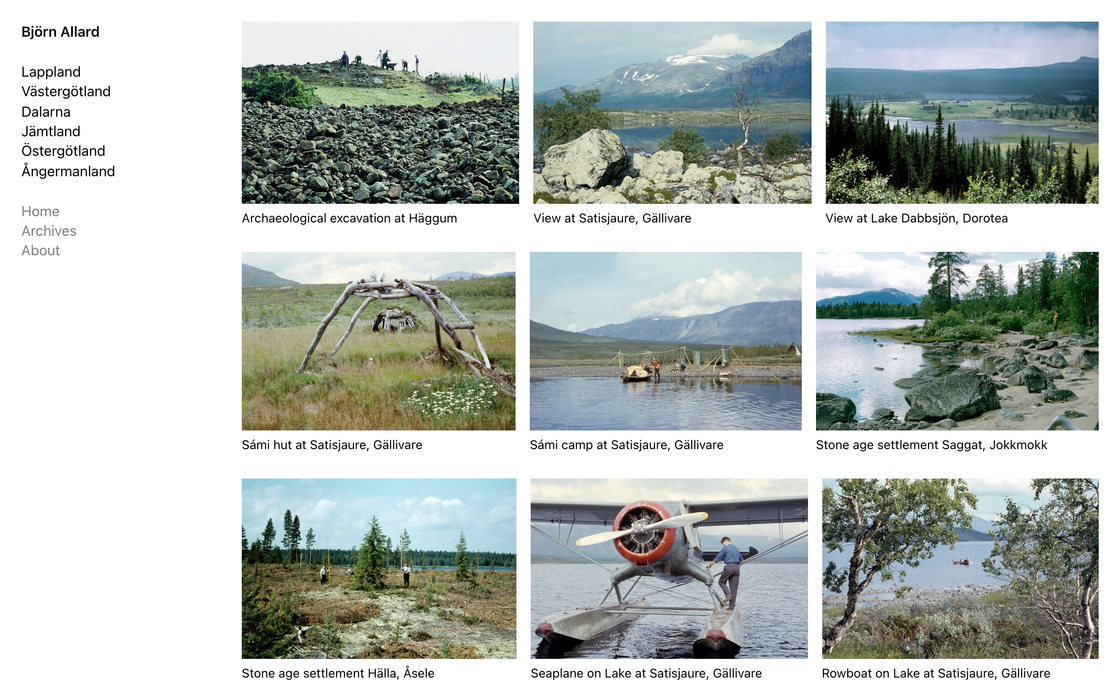 Björn Allard
Lappland
Västergötland
Dalarna
Jämtland
Östergötland
Ångermanland
Home
Archives
About
Archaeological excavation at Häggum
View at Satisjaure, Gällivare
View at Lake Dabbsjön, Dorotea
Sámi hut at Satisjaure, Gällivare
Sámi camp at Satisjaure, Gällivare
Stone age settlement Saggat, Jokkmokk
Stone age settlement Hälla, Åsele
Seaplane on Lake at Satisjaure, Gällivare
Rowboat on Lake at Satisjaure, Gällivare